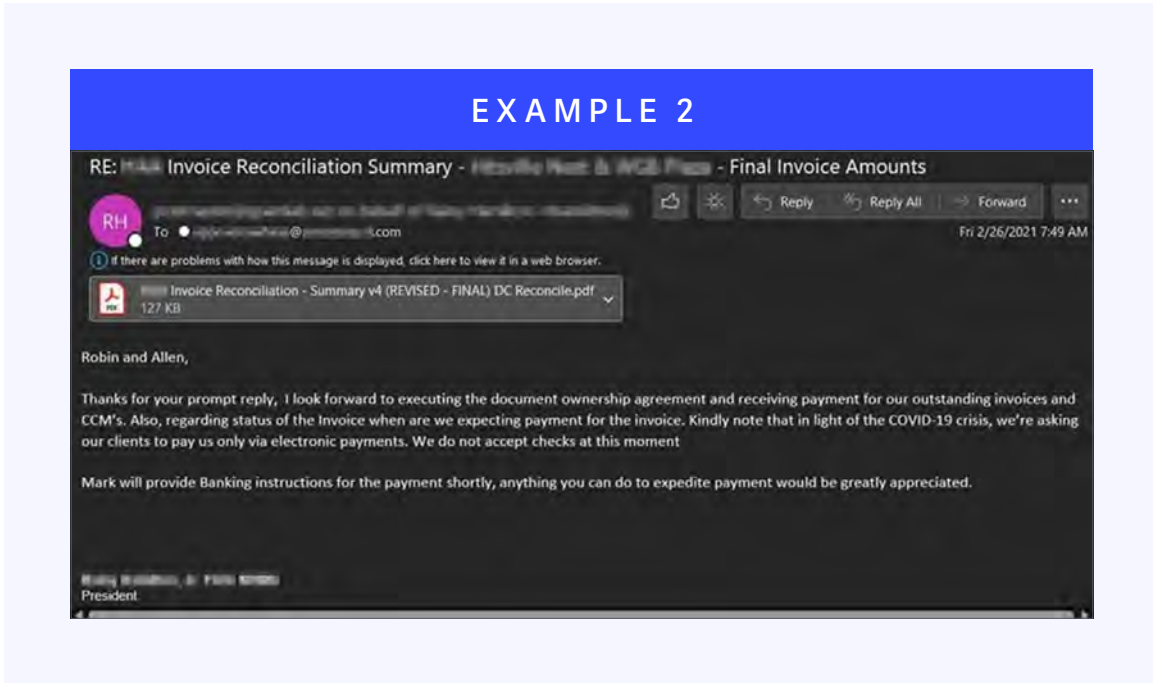 EXAMPLE 2
RE: Invoice Reconciliation Summary - - Final Invoice Amounts
RH
Reply
Reply All
Forward
To @ .com
Fri 2/26/2021 7:49 AM
If there are problems with how this message is displayed, click here to view it in a web browser.
Invoice Reconciliation - Summary v4 (REVISED - FINAL) DC Reconcile.pdf
PDF
127 KB
Robin and Allen,
Thanks for your prompt reply, I look forward to executing the document ownership agreement and receiving payment for our outstanding invoices and
CCM's. Also, regarding status of the Invoice when are we expecting payment for the invoice. Kindly note that in light of the COVID-19 crisis, we're asking
our clients to pay us only via electronic payments. We do not accept checks at this moment
Mark will provide Banking instructions for the payment shortly, anything you can do to expedite payment would be greatly appreciated.
President